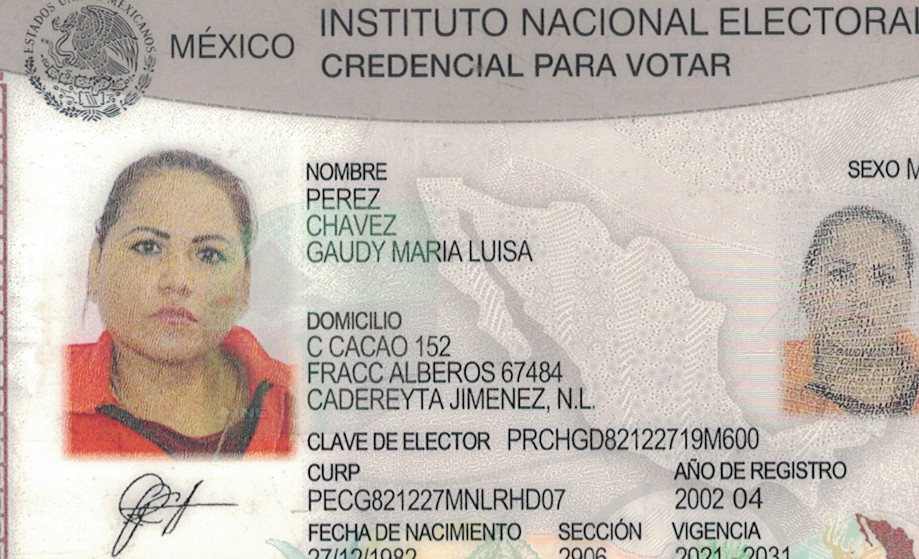 ESTADOS UNIDOS MEXICANOS
MÉXICO
INSTITUTO NACIONAL ELECTORAL
CREDENCIAL PARA VOTAR
NOMBRE
PEREZ
CHAVEZ
GAUDY MARIA LUISA
SEXO M
DOMICILIO
C CACAO 152
FRACC ALBEROS 67484
CADEREYTA JIMENEZ, N.L.
CLAVE DE ELECTOR PRCHGD82122719M600
CURP
PECG821227MNLRHD07
AÑO DE REGISTRO
2002 04
FECHA DE NACIMIENTO
27/12/1982
SECCIÓN
2906
VIGENCIA
2021 - 2031